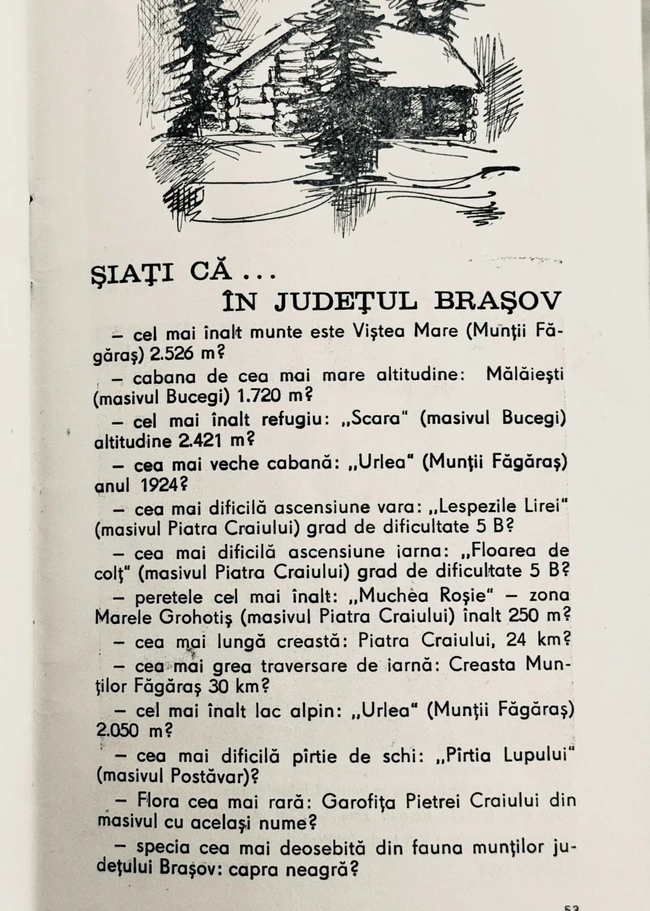 ȘIAȚI CĂ ...
ÎN JUDEȚUL BRAȘOV
— cel mai înalt munte este Viștea Mare (Munții Fă-
găraș) 2.526 m?
— cabana de cea mai mare altitudine: Mălăiești
(masivul Bucegi) 1.720 m?
— cel mai înalt refugiu: „Scara" (masivul Bucegi)
altitudine 2.421 m?
— cea mai veche cabană: „Urlea" (Munții Făgăraș)
anul 1924?
— cea mai dificilă ascensiune vara: „Lespezile Lirei"
(masivul Piatra Craiului) grad de dificultate 5 B?
— cea mai dificilă ascensiune iarna: „Floarea de
colț" (masivul Piatra Craiului) grad de dificultate 5 B?
— peretele cel mai înalt: „Muchea Roșie" — zona
Marele Grohotiș (masivul Piatra Craiului) înalt 250 m?
— cea mai lungă creastă: Piatra Craiului, 24 km?
— cea mai grea traversare de iarnă: Creasta Mun-
ților Făgăraș 30 km?
— cel mai înalt lac alpin: „Urlea" (Munții Făgăraș)
2.050 m?
— cea mai dificilă pîrtie de schi: „Pîrtia Lupului"
(masivul Postăvar)?
— Flora cea mai rară: Garofița Pietrei Craiului din
masivul cu același nume?
— specia cea mai deosebită din fauna munților ju-
dețului Brașov: capra neagră?
53